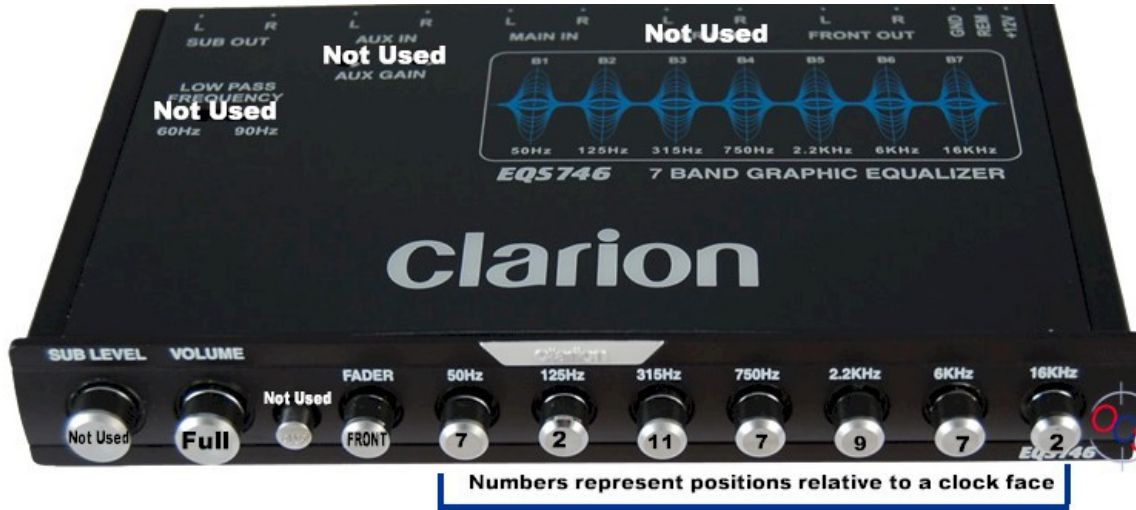 L R L R L R L R L R GND REM +12V
SUB OUT AUX IN MAIN IN Not Used FRONT OUT
Not Used
AUX GAIN
LOW PASS
FREQUENCY
Not Used
60Hz 90Hz
B1 B2 B3 B4 B5 B6 B7
50Hz 125Hz 315Hz 750Hz 2.2KHz 6KHz 16KHz
EQS746 7 BAND GRAPHIC EQUALIZER
clarion
clarion
SUB LEVEL VOLUME
FADER 50Hz 125Hz 315Hz 750Hz 2.2KHz 6KHz 16KHz
Not Used
Not Used Full FRONT 7 2 11 7 9 7 2
EQS746
Numbers represent positions relative to a clock face